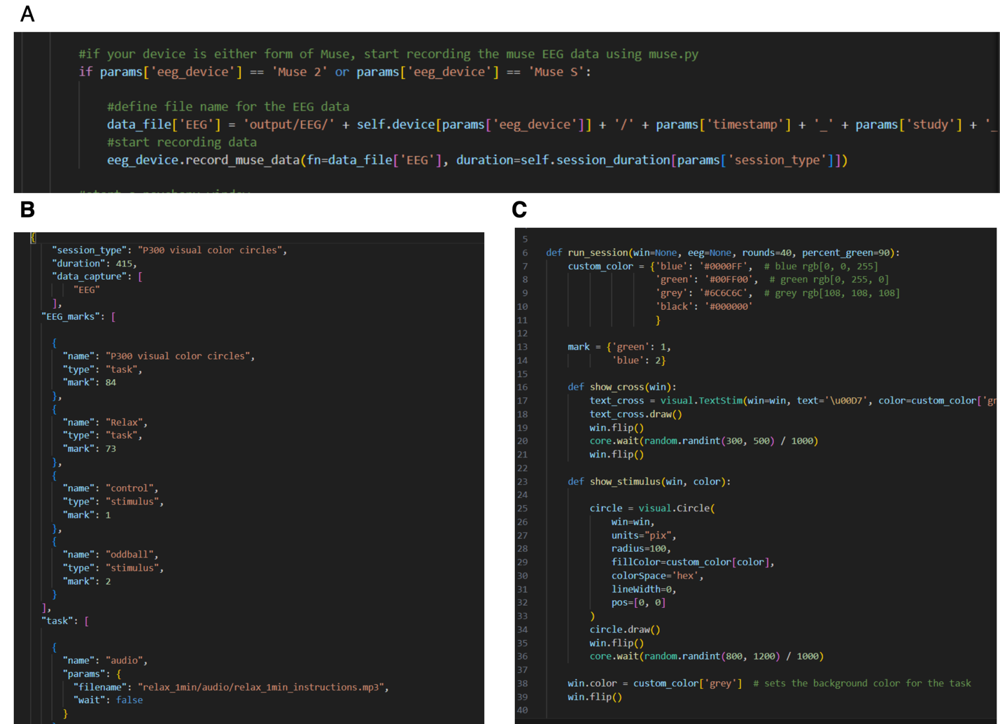 A
#if your device is either form of Muse, start recording the muse EEG data using muse.py
if params['eeg_device'] == 'Muse 2' or params['eeg_device'] == 'Muse S':
#define file name for the EEG data
data_file['EEG'] = 'output/EEG/' + self.device[params['eeg_device']] + '/' + params['timestamp'] + '_' + params['study'] + '_
#start recording data
eeg_device.record_muse_data(fn=data_file['EEG'], duration=self.session_duration[params['session_type']])
B
{
"session_type": "P300 visual color circles",
"duration": 415,
"data_capture": [
"EEG"
],
"EEG_marks": [
{
"name": "P300 visual color circles",
"type": "task",
"mark": 84
},
{
"name": "Relax",
"type": "task",
"mark": 73
},
{
"name": "control",
"type": "stimulus",
"mark": 1
},
{
"name": "oddball",
"type": "stimulus",
"mark": 2
}
],
"task": [
{
"name": "audio",
"params": {
"filename": "relax_1min/audio/relax_1min_instructions.mp3",
"wait": false
}
C
5
6 def run_session(win=None, eeg=None, rounds=40, percent_green=90):
7 custom_color = {'blue': '#0000FF', # blue rgb[0, 0, 255]
8 'green': '#00FF00', # green rgb[0, 255, 0]
9 'grey': '#6C6C6C', # grey rgb[108, 108, 108]
10 'black': '#000000'
11 }
12
13 mark = {'green': 1,
14 'blue': 2}
15
16 def show_cross(win):
17 text_cross = visual.TextStim(win=win, text='\u00D7', color=custom_color['gr
18 text_cross.draw()
19 win.flip()
20 core.wait(random.randint(300, 500) / 1000)
21 win.flip()
22
23 def show_stimulus(win, color):
24
25 circle = visual.Circle(
26 win=win,
27 units="pix",
28 radius=100,
29 fillColor=custom_color[color],
30 colorSpace='hex',
31 lineWidth=0,
32 pos=[0, 0]
33 )
34 circle.draw()
35 win.flip()
36 core.wait(random.randint(800, 1200) / 1000)
37
38 win.color = custom_color['grey'] # sets the background color for the task
39 win.flip()
40